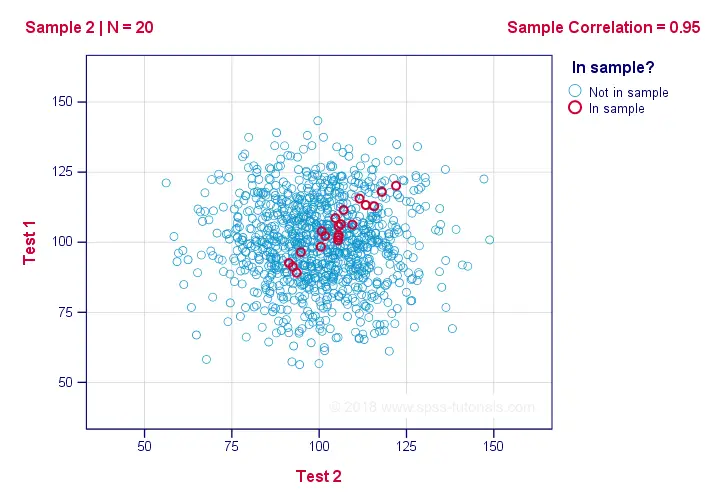 Sample 2 | N = 20
Sample Correlation = 0.95
In sample?
Not in sample
In sample
150
125
100
75
50
Test 1
© 2018 www.spss-tutorials.com
50
75
100
125
150
Test 2